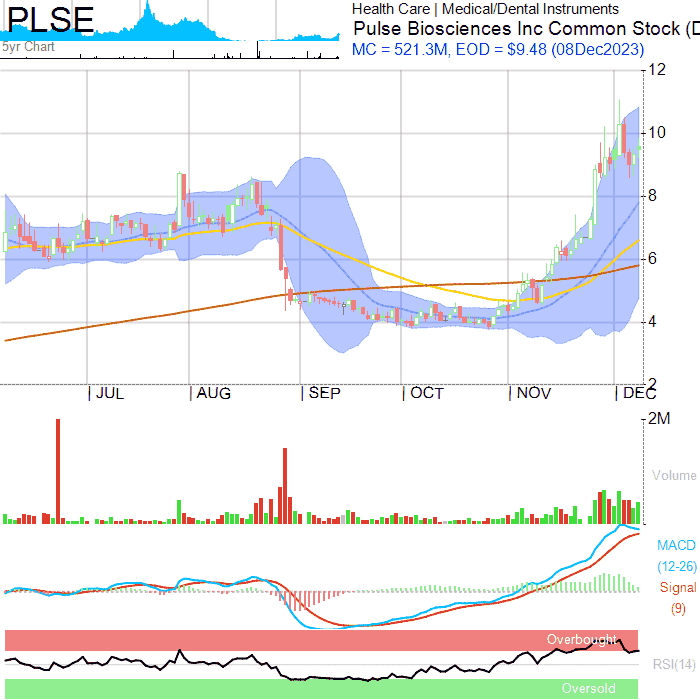 PLSE
5yr Chart
Health Care | Medical/Dental Instruments
Pulse Biosciences Inc Common Stock (D
MC = 521.3M, EOD = $9.48 (08Dec2023)
12
10
8
6
4
2
JUL AUG SEP OCT NOV DEC
2M
Volume
MACD
(12-26)
Signal
(9)
Overbought
RSI(14)
Oversold